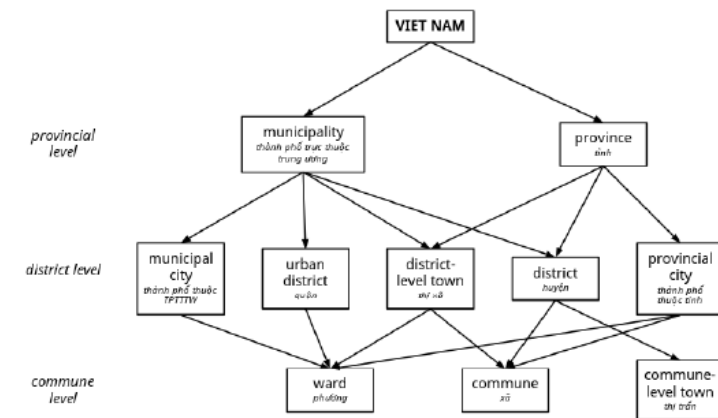 VIET NAM
provincial
level
municipality
thành phố trực thuộc
trung ương
province
tỉnh
district level
municipal
city
thành phố thuộc
TPTTTW
urban
district
quận
district-
level town
thị xã
district
huyện
provincial
city
thành phố
thuộc tỉnh
commune
level
ward
phường
commune
xã
commune-
level town
thị trấn